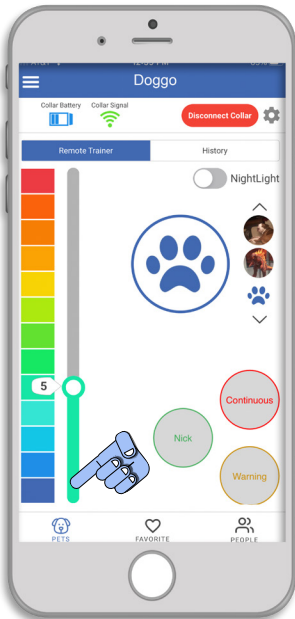 Doggo
Collar Battery
Collar Signal
Disconnect Collar
Remote Trainer
History
NightLight
5
Continuous
Nick
Warning
PETS
FAVORITE
PEOPLE